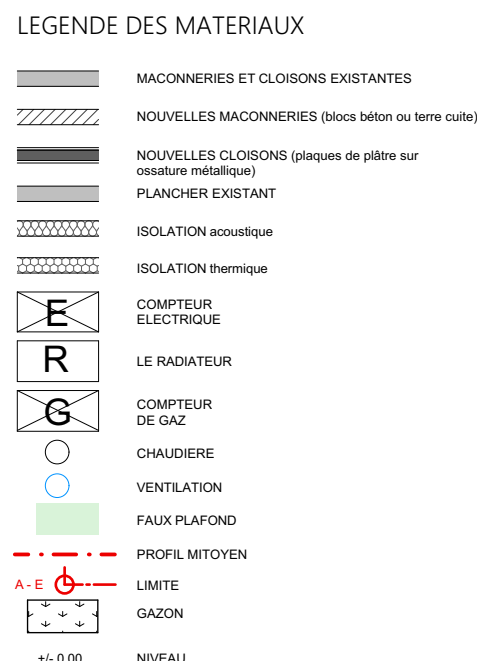 LEGENDE DES MATERIAUX
MACONNERIES ET CLOISONS EXISTANTES
NOUVELLES MACONNERIES (blocs béton ou terre cuite)
NOUVELLES CLOISONS (plaques de plâtre sur
ossature métallique)
PLANCHER EXISTANT
ISOLATION acoustique
ISOLATION thermique
E COMPTEUR
ELECTRIQUE
R LE RADIATEUR
G COMPTEUR
DE GAZ
CHAUDIERE
VENTILATION
FAUX PLAFOND
PROFIL MITOYEN
A - E LIMITE
GAZON
+/- 0.00 NIVEAU